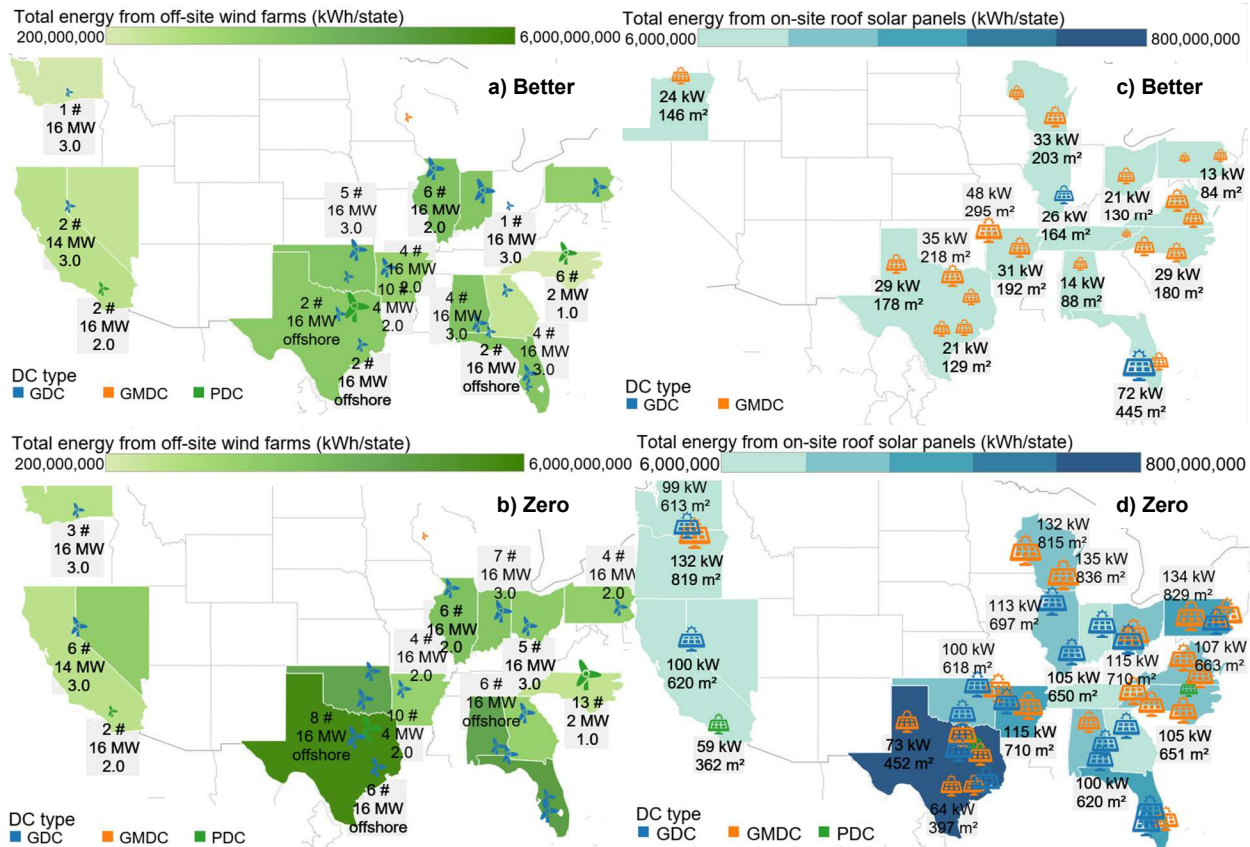 Total energy from off-site wind farms (kWh/state)
200,000,000
6,000,000,000
a) Better
1 #
16 MW
3.0
2 #
14 MW
3.0
2 #
16 MW
2.0
5 #
16 MW
3.0
6 #
16 MW
2.0
1 #
16 MW
3.0
4 #
16 MW
2.0
10 #
4 MW
2.0
6 #
2 MW
1.0
2 #
16 MW
offshore
4 #
16 MW
3.0
4 #
16 MW
3.0
2 #
16 MW
offshore
2 #
16 MW
offshore
DC type
GDC
GMDC
PDC
Total energy from on-site roof solar panels (kWh/state)
6,000,000
800,000,000
c) Better
24 kW
146 m²
33 kW
203 m²
13 kW
84 m²
21 kW
130 m²
48 kW
295 m²
26 kW
164 m²
35 kW
218 m²
31 kW
192 m²
29 kW
178 m²
14 kW
88 m²
29 kW
180 m²
21 kW
129 m²
72 kW
445 m²
DC type
GDC
GMDC
Total energy from off-site wind farms (kWh/state)
200,000,000
6,000,000,000
b) Zero
3 #
16 MW
3.0
7 #
16 MW
3.0
4 #
16 MW
2.0
6 #
16 MW
2.0
6 #
14 MW
3.0
4 #
16 MW
2.0
5 #
16 MW
3.0
6 #
16 MW
offshore
13 #
2 MW
1.0
2 #
16 MW
2.0
8 #
16 MW
offshore
10 #
4 MW
2.0
6 #
16 MW
offshore
DC type
GDC
GMDC
PDC
Total energy from on-site roof solar panels (kWh/state)
6,000,000
800,000,000
d) Zero
99 kW
613 m²
132 kW
819 m²
132 kW
815 m²
135 kW
836 m²
134 kW
829 m²
113 kW
697 m²
100 kW
620 m²
100 kW
618 m²
105 kW
650 m²
115 kW
710 m²
107 kW
663 m²
59 kW
362 m²
73 kW
452 m²
115 kW
710 m²
105 kW
651 m²
100 kW
620 m²
64 kW
397 m²
DC type
GDC
GMDC
PDC